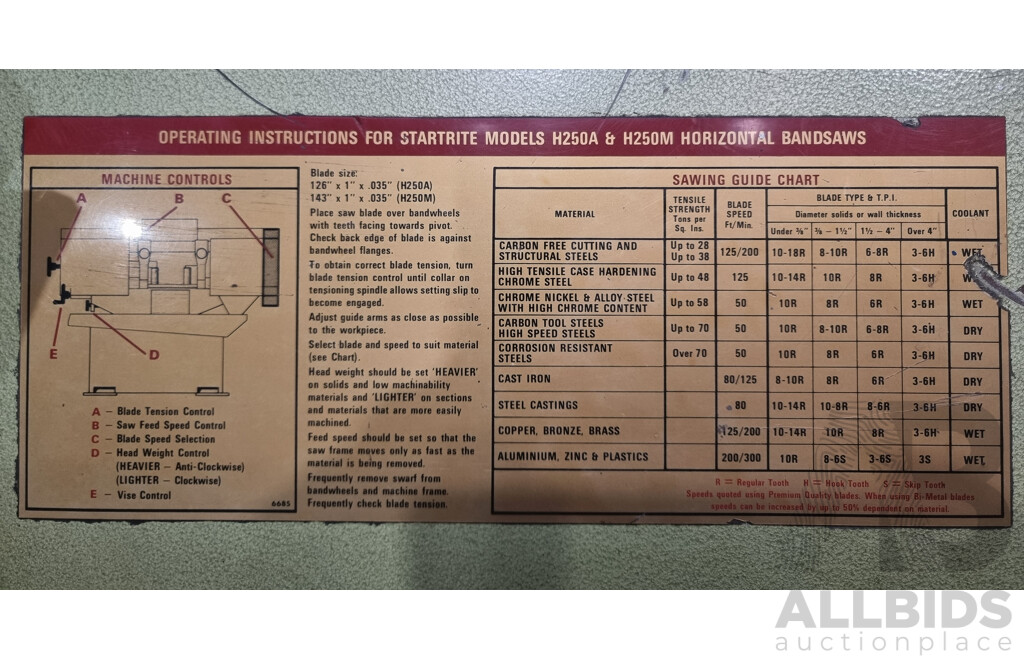 OPERATING INSTRUCTIONS FOR STARTRITE MODELS H250A & H250M HORIZONTAL BANDSAWS
MACHINE CONTROLS
A B C
E D
A – Blade Tension Control
B – Saw Feed Speed Control
C – Blade Speed Selection
D – Head Weight Control
(HEAVIER – Anti-Clockwise)
(LIGHTER – Clockwise)
E – Vise Control
6685
Blade size:
126" x 1" x .035" (H250A)
143" x 1" x .035" (H250M)
Place saw blade over bandwheels
with teeth facing towards pivot.
Check back edge of blade is against
bandwheel flanges.
To obtain correct blade tension, turn
blade tension control until collar on
tensioning spindle allows setting slip to
become engaged.
Adjust guide arms as close as possible
to the workpiece.
Select blade and speed to suit material
(see Chart).
Head weight should be set 'HEAVIER'
on solids and low machinability
materials and 'LIGHTER' on sections
and materials that are more easily
machined.
Feed speed should be set so that the
saw frame moves only as fast as the
material is being removed.
Frequently remove swarf from
bandwheels and machine frame.
Frequently check blade tension.
SAWING GUIDE CHART
MATERIAL
TENSILE
STRENGTH
Tons per
Sq. Ins.
BLADE
SPEED
Ft/Min.
BLADE TYPE & T.P.I.
Diameter solids or wall thickness
Under ⅜" ⅜ – 1½" 1½ – 4" Over 4"
COOLANT
CARBON FREE CUTTING AND
STRUCTURAL STEELS
Up to 28
Up to 38
125/200 10-18R 8-10R 6-8R 3-6H WET
HIGH TENSILE CASE HARDENING
CHROME STEEL
Up to 48 125 10-14R 10R 8R 3-6H WET
CHROME NICKEL & ALLOY STEEL
WITH HIGH CHROME CONTENT
Up to 58 50 10R 8R 6R 3-6H WET
CARBON TOOL STEELS
HIGH SPEED STEELS
Up to 70 50 10R 8-10R 6-8R 3-6H DRY
CORROSION RESISTANT
STEELS
Over 70 50 10R 8R 6R 3-6H DRY
CAST IRON 80/125 8-10R 8R 6R 3-6H DRY
STEEL CASTINGS 80 10-14R 10-8R 8-6R 3-6H DRY
COPPER, BRONZE, BRASS 125/200 10-14R 10R 8R 3-6H WET
ALUMINIUM, ZINC & PLASTICS 200/300 10R 8-6S 3-6S 3S WET
R = Regular Tooth H = Hook Tooth S = Skip Tooth
Speeds quoted using Premium Quality blades. When using Bi-Metal blades
speeds can be increased by up to 50% dependent on material.
ALLBIDS
auctionplace